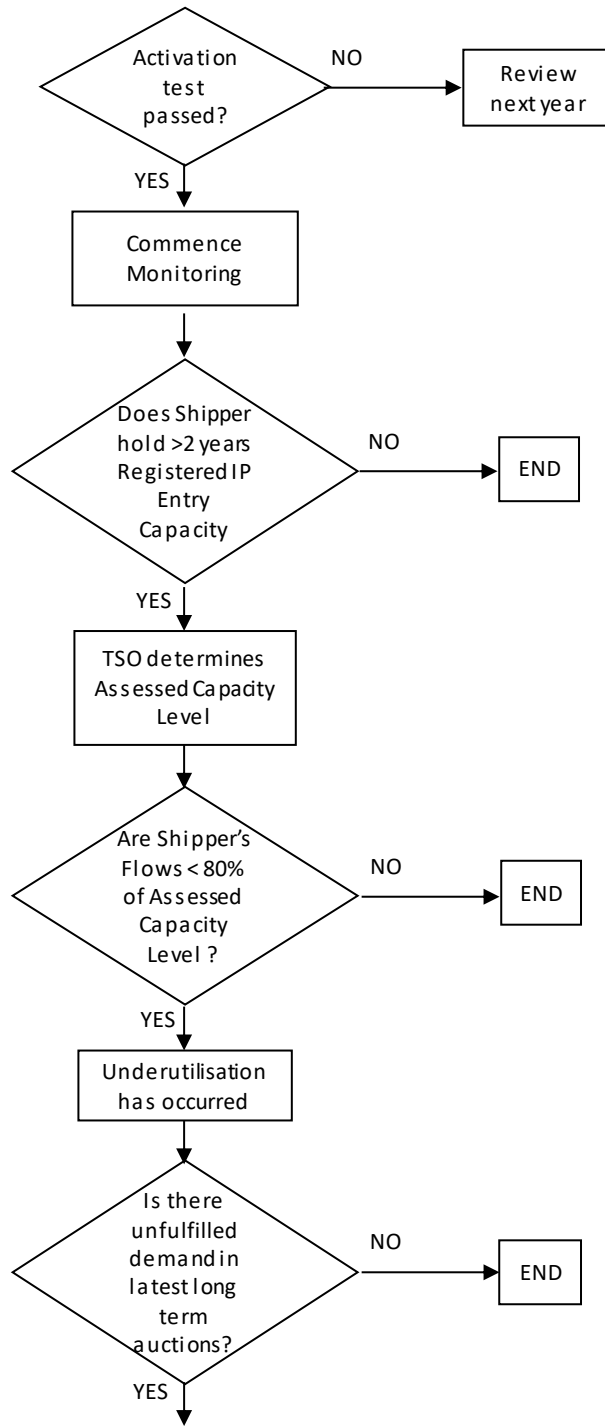 Activation
test
passed?
NO
Review
next year
YES
Commence
Monitoring
Does Shipper
hold >2 years
Registered IP
Entry
Capacity
NO
END
YES
TSO determines
Assessed Capacity
Level
Are Shipper's
Flows < 80%
of Assessed
Capacity
Level ?
NO
END
YES
Underutilisation
has occurred
Is there
unfulfilled
demand in
latest long
term
auctions?
NO
END
YES